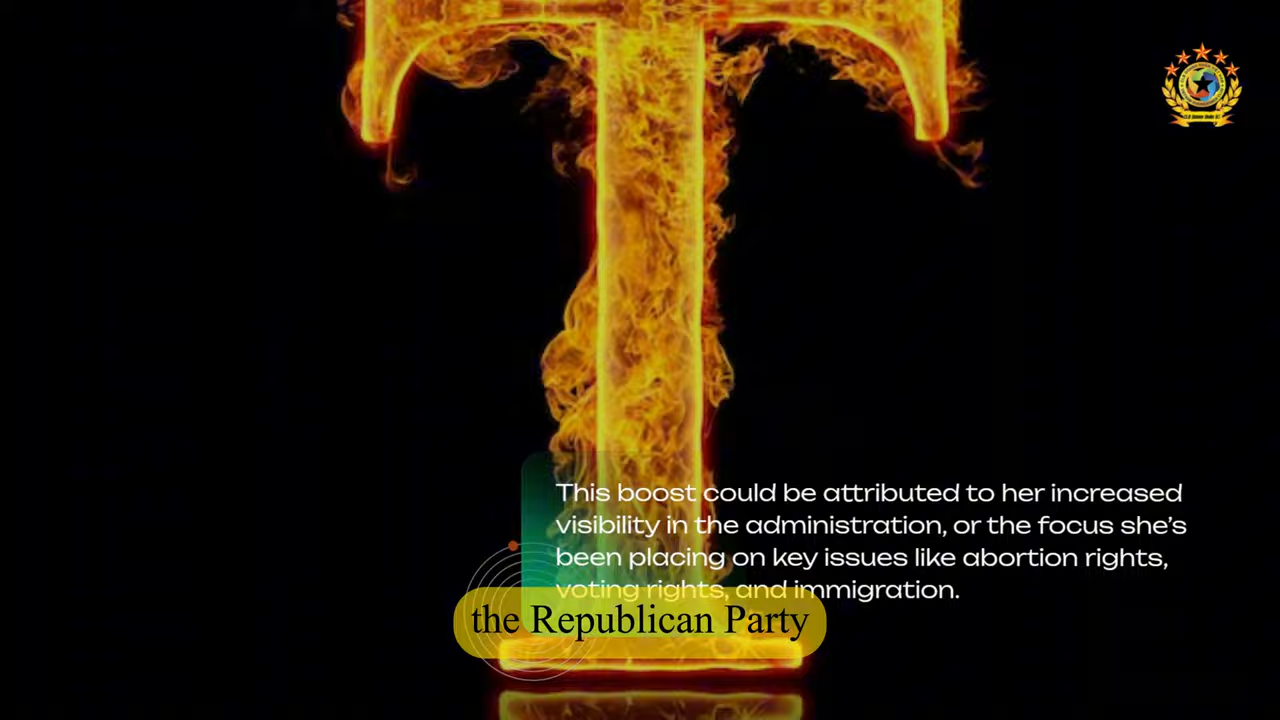 T
This boost could be attributed to her increased
visibility in the administration, or the focus she's
been placing on key issues like abortion rights,
voting rights, and immigration.
the Republican Party